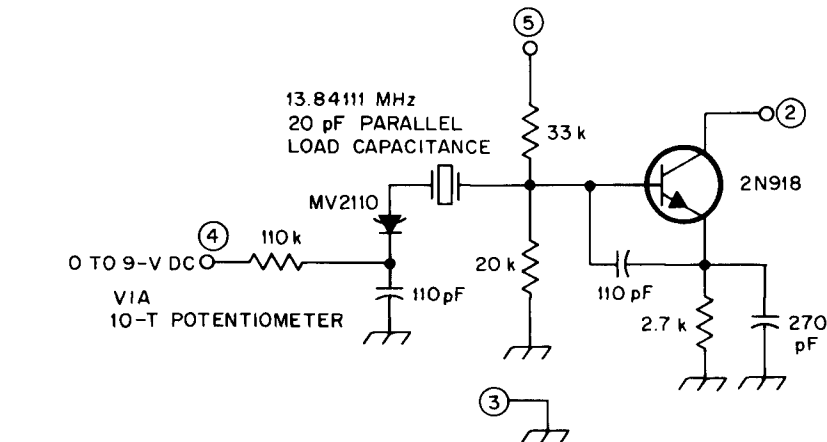 5
13.84111 MHz
20 pF PARALLEL
LOAD CAPACITANCE
33 k
2
2N918
MV2110
4
110 k
0 TO 9-V DC
VIA
10-T POTENTIOMETER
110 pF
20 k
110 pF
2.7 k
270
pF
3